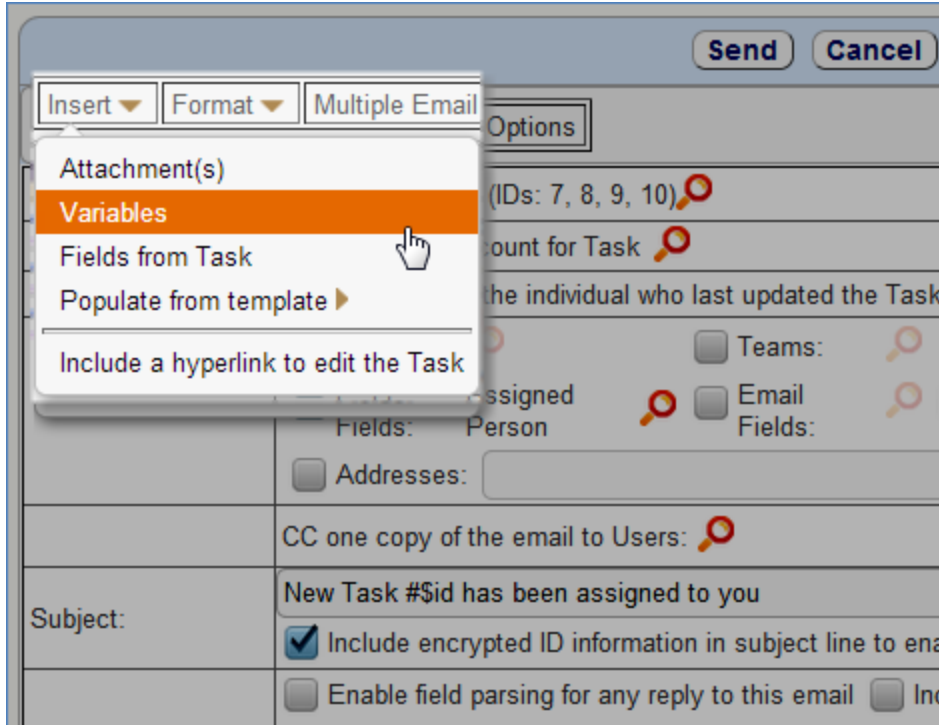 Send Cancel
Insert Format Multiple Email
Options
Attachment(s)
(IDs: 7, 8, 9, 10)
Variables
Fields from Task
ount for Task
Populate from template
the individual who last updated the Task
Include a hyperlink to edit the Task
Teams:
Fields: Assigned Person
Email Fields:
Addresses:
CC one copy of the email to Users:
Subject:
New Task #$id has been assigned to you
Include encrypted ID information in subject line to ena
Enable field parsing for any reply to this email